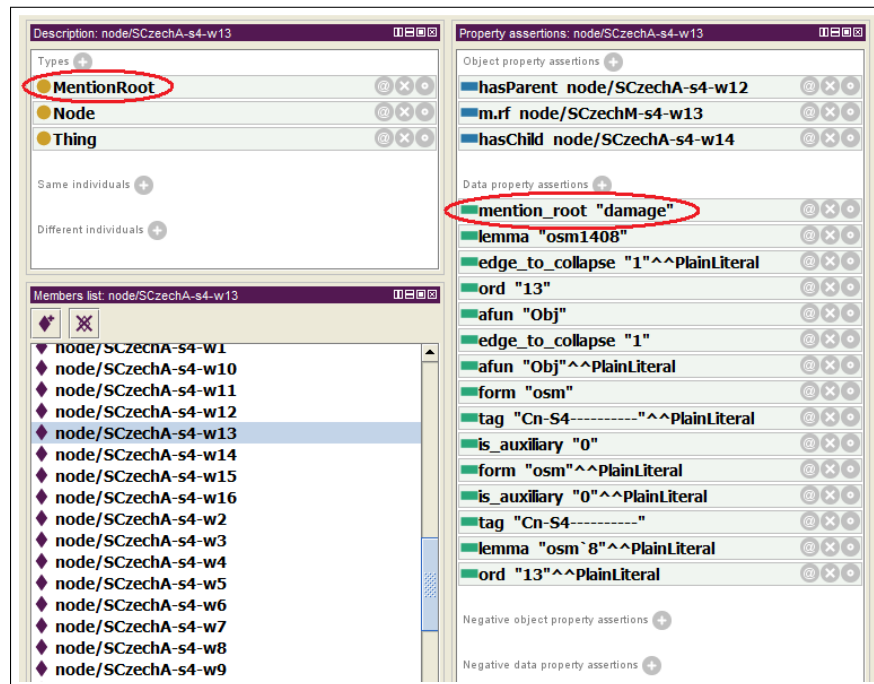 Description: node/SCzechA-s4-w13
Types
MentionRoot
Node
Thing
Same individuals
Different individuals
Members list: node/SCzechA-s4-w13
node/SCzechA-s4-w1
node/SCzechA-s4-w10
node/SCzechA-s4-w11
node/SCzechA-s4-w12
node/SCzechA-s4-w13
node/SCzechA-s4-w14
node/SCzechA-s4-w15
node/SCzechA-s4-w16
node/SCzechA-s4-w2
node/SCzechA-s4-w3
node/SCzechA-s4-w4
node/SCzechA-s4-w5
node/SCzechA-s4-w6
node/SCzechA-s4-w7
node/SCzechA-s4-w8
node/SCzechA-s4-w9
Property assertions: node/SCzechA-s4-w13
Object property assertions
hasParent node/SCzechA-s4-w12
m.rf node/SCzechM-s4-w13
hasChild node/SCzechA-s4-w14
Data property assertions
mention_root "damage"
lemma "osm1408"
edge_to_collapse "1"^^PlainLiteral
ord "13"
afun "Obj"
edge_to_collapse "1"
afun "Obj"^^PlainLiteral
form "osm"
tag "Cn-S4----------"^^PlainLiteral
is_auxiliary "0"
form "osm"^^PlainLiteral
is_auxiliary "0"^^PlainLiteral
tag "Cn-S4----------"
lemma "osm`8"^^PlainLiteral
ord "13"^^PlainLiteral
Negative object property assertions
Negative data property assertions